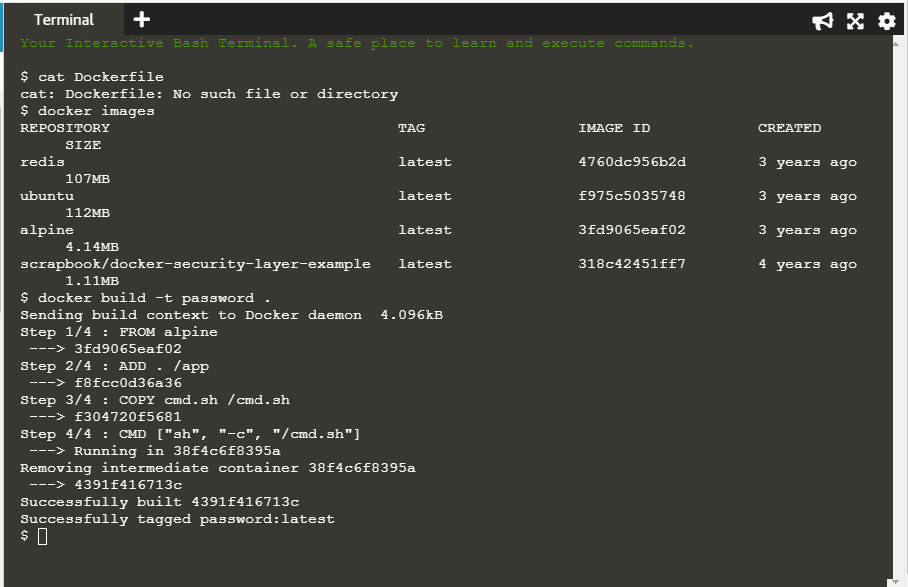 Terminal
Your Interactive Bash Terminal. A safe place to learn and execute commands.
$ cat Dockerfile
cat: Dockerfile: No such file or directory
$ docker images
REPOSITORY TAG IMAGE ID CREATED
SIZE
redis latest 4760dc956b2d 3 years ago
107MB
ubuntu latest f975c5035748 3 years ago
112MB
alpine latest 3fd9065eaf02 3 years ago
4.14MB
scrapbook/docker-security-layer-example latest 318c42451ff7 4 years ago
1.11MB
$ docker build -t password .
Sending build context to Docker daemon 4.096kB
Step 1/4 : FROM alpine
---> 3fd9065eaf02
Step 2/4 : ADD . /app
---> f8fcc0d36a36
Step 3/4 : COPY cmd.sh /cmd.sh
---> f304720f5681
Step 4/4 : CMD ["sh", "-c", "/cmd.sh"]
---> Running in 38f4c6f8395a
Removing intermediate container 38f4c6f8395a
---> 4391f416713c
Successfully built 4391f416713c
Successfully tagged password:latest
$